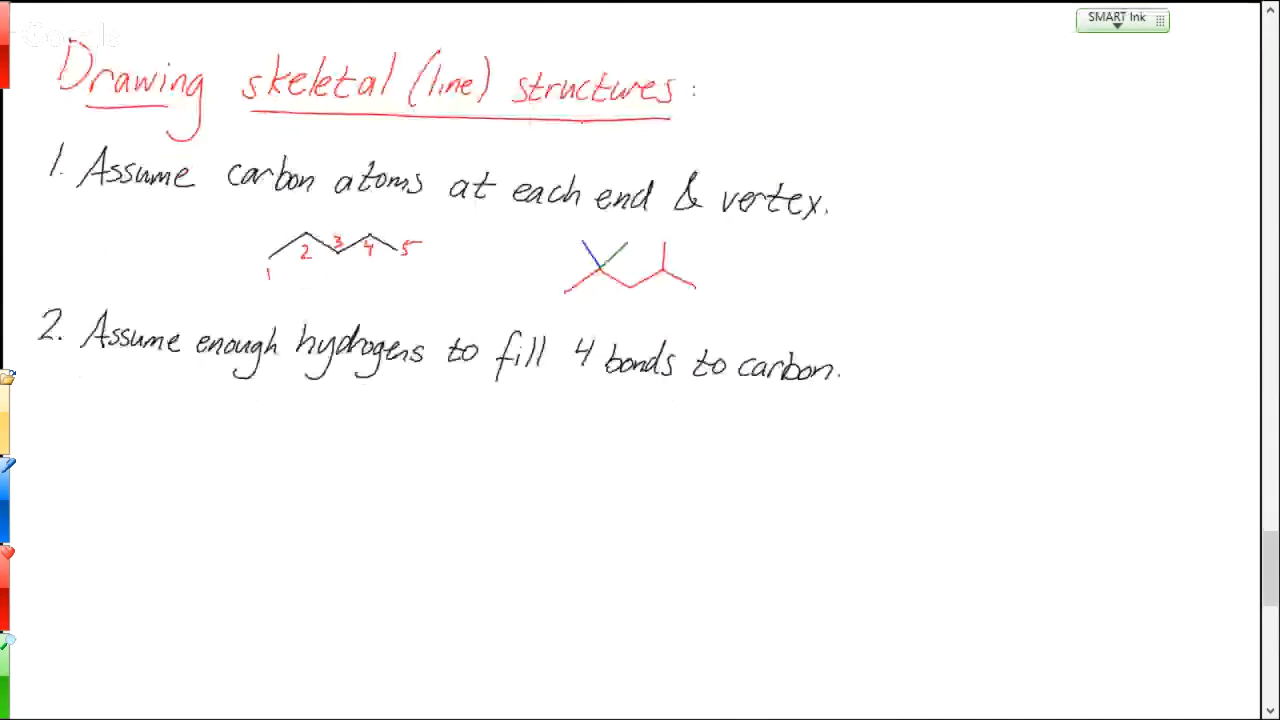 SMART Ink
Goals
Drawing skeletal (line) structures:
1. Assume carbon atoms at each end & vertex.
1 2 3 4 5
2. Assume enough hydrogens to fill 4 bonds to carbon.